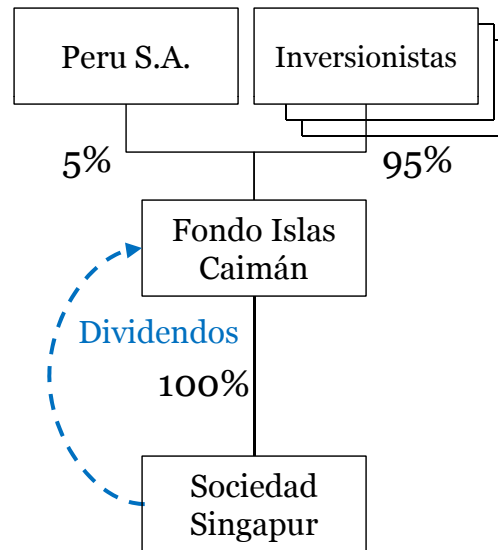 Peru S.A.
Inversionistas
5%
95%
Fondo Islas
Caimán
Dividendos
100%
Sociedad
Singapur